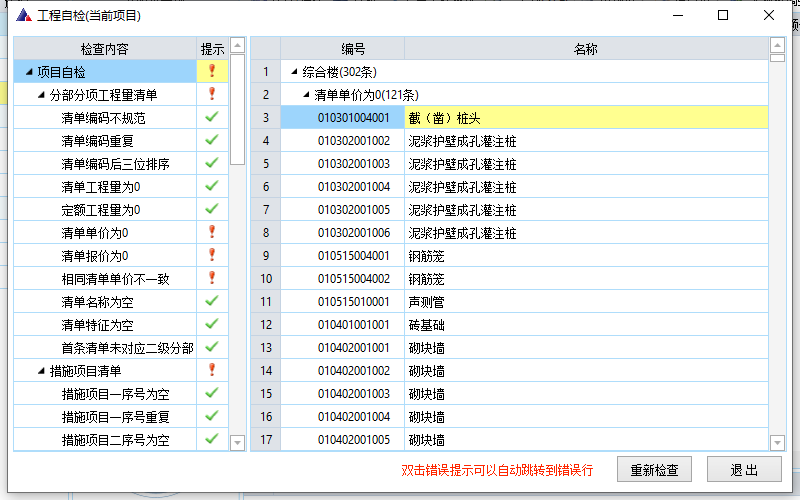 工程自检(当前项目)
检查内容 提示
项目自检
分部分项工程量清单
清单编码不规范
清单编码重复
清单编码后三位排序
清单工程量为0
定额工程量为0
清单单价为0
清单报价为0
相同清单单价不一致
清单名称为空
清单特征为空
首条清单未对应二级分部
措施项目清单
措施项目一序号为空
措施项目一序号重复
措施项目二序号为空
编号 名称
1 综合楼(302条)
2 清单单价为0(121条)
3 010301004001 截（凿）桩头
4 010302001002 泥浆护壁成孔灌注桩
5 010302001003 泥浆护壁成孔灌注桩
6 010302001004 泥浆护壁成孔灌注桩
7 010302001005 泥浆护壁成孔灌注桩
8 010302001006 泥浆护壁成孔灌注桩
9 010515004001 钢筋笼
10 010515004002 钢筋笼
11 010515010001 声测管
12 010401001001 砖基础
13 010402001001 砌块墙
14 010402001002 砌块墙
15 010402001003 砌块墙
16 010402001004 砌块墙
17 010402001005 砌块墙
双击错误提示可以自动跳转到错误行
重新检查
退出